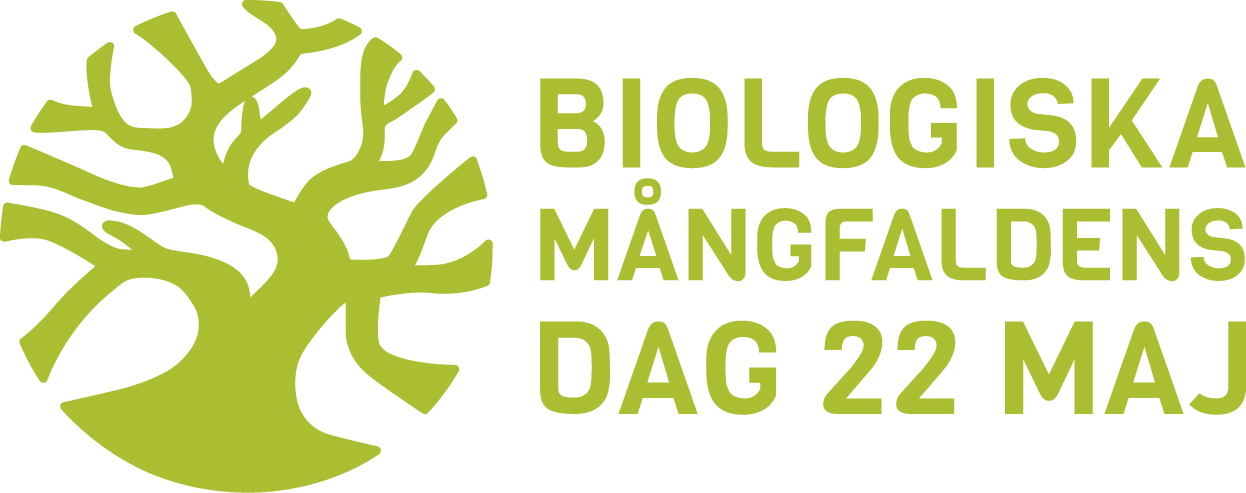 BIOLOGISKA
MÅNGFALDENS
DAG 22 MAJ